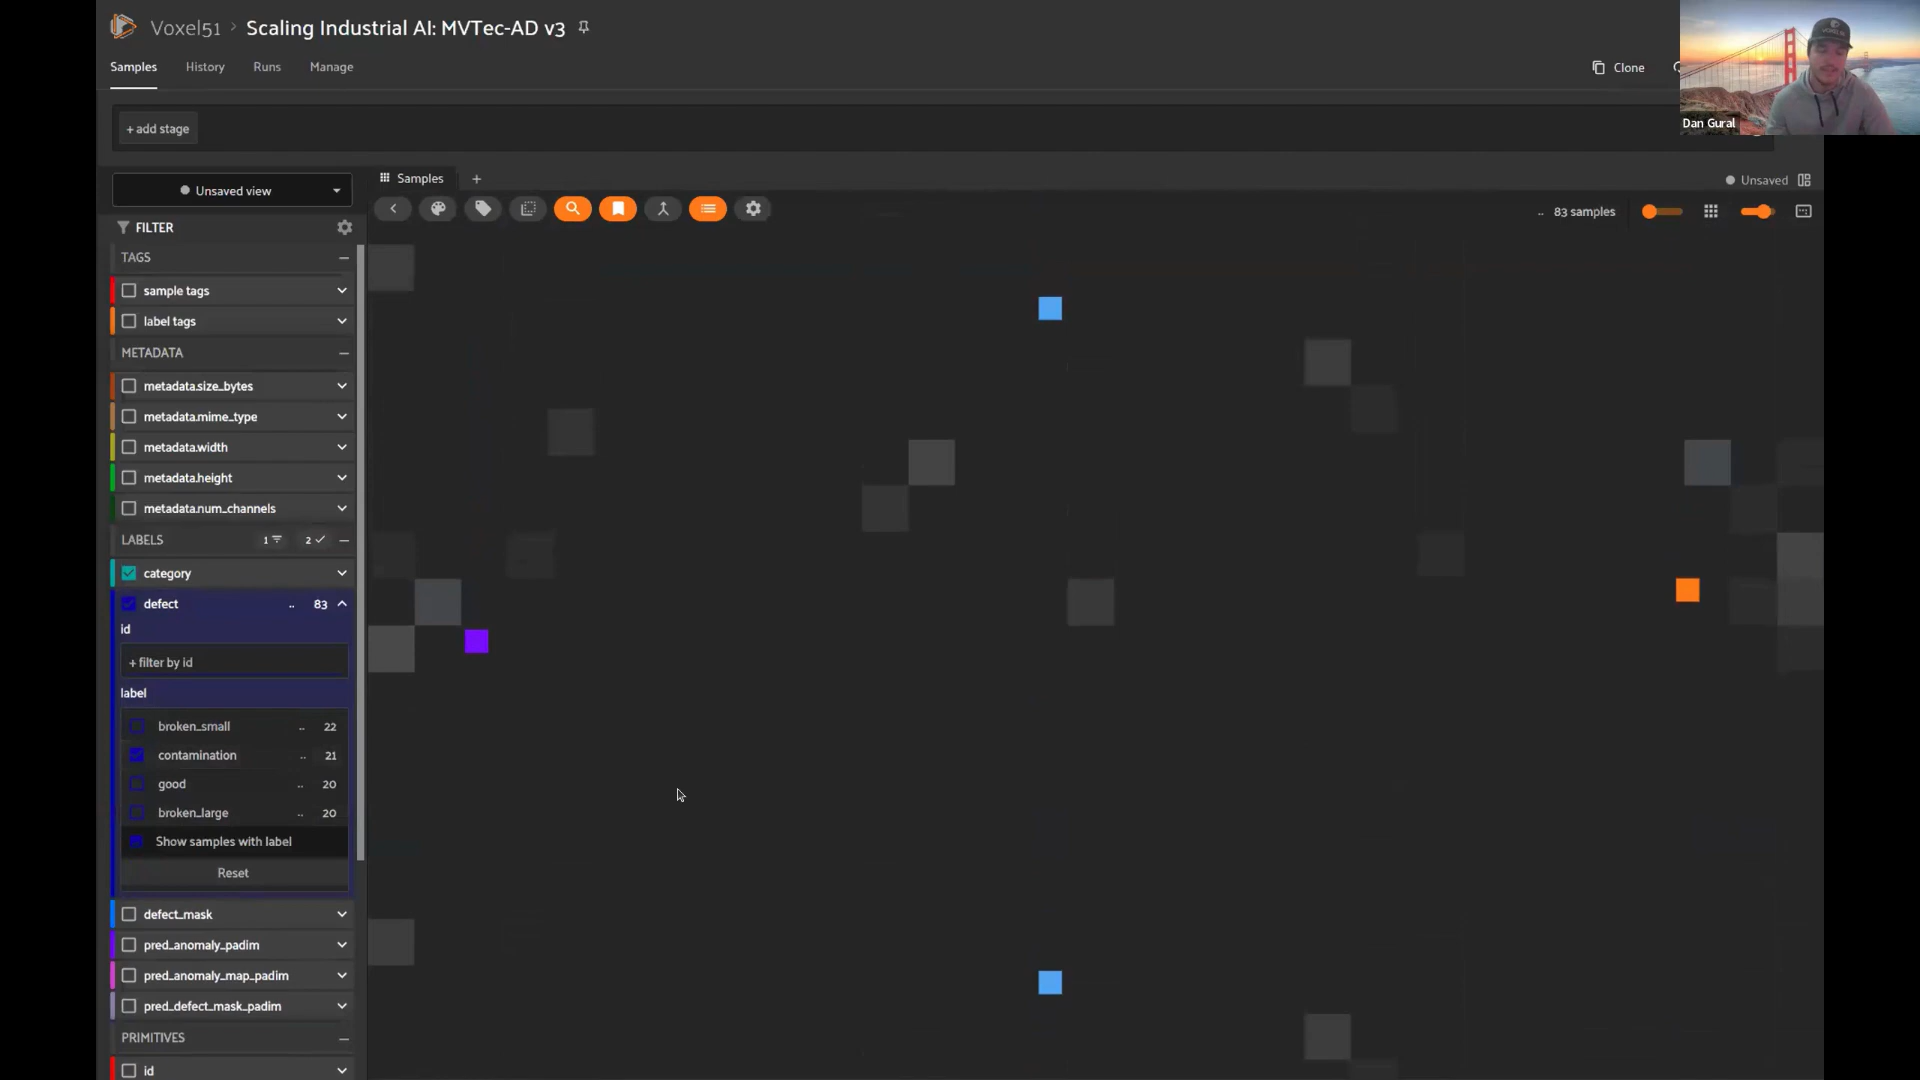 Voxel51 > Scaling Industrial AI: MVTec-AD v3
Samples History Runs Manage
Clone
Dan Gural
+ add stage
Unsaved view
Samples +
Unsaved
FILTER
.. 83 samples
TAGS
sample tags
label tags
METADATA
metadata.size_bytes
metadata.mime_type
metadata.width
metadata.height
metadata.num_channels
LABELS 1 2
category
defect .. 83
id
+ filter by id
label
broken_small .. 22
contamination .. 21
good .. 20
broken_large .. 20
Show samples with label
Reset
defect_mask
pred_anomaly_padim
pred_anomaly_map_padim
pred_defect_mask_padim
PRIMITIVES
id